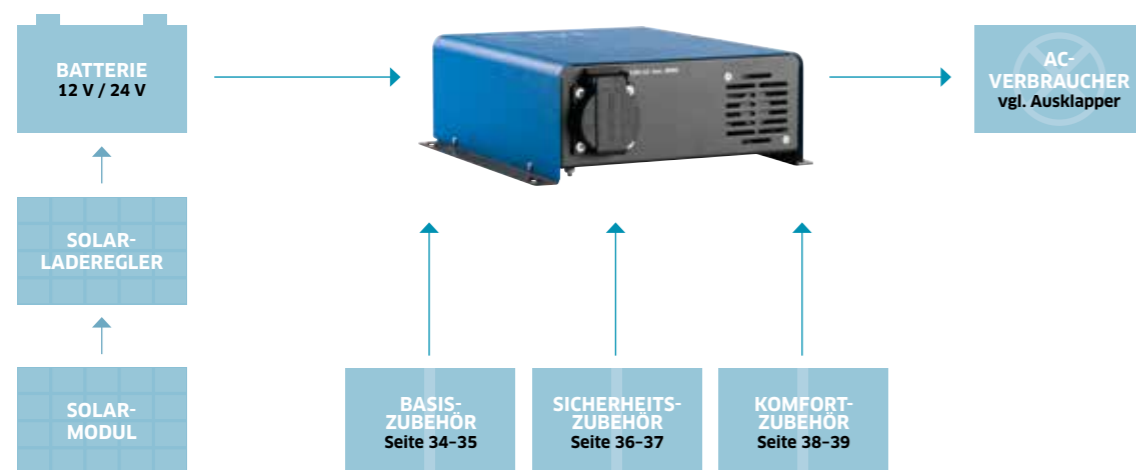 BATTERIE
12 V / 24 V
AC-
VERBRAUCHER
vgl. Ausklapper
SOLAR-
LADEREGLER
SOLAR-
MODUL
BASIS-
ZUBEHÖR
Seite 34–35
SICHERHEITS-
ZUBEHÖR
Seite 36–37
KOMFORT-
ZUBEHÖR
Seite 38–39